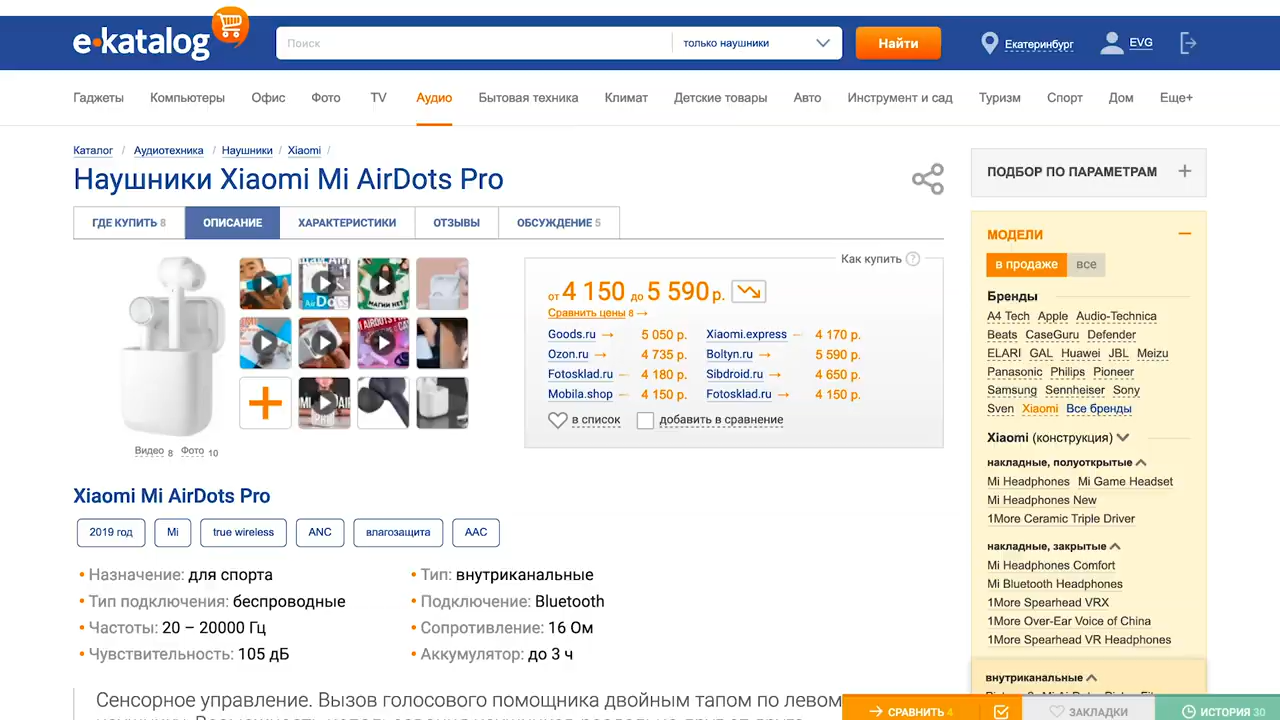 e·katalog
Поиск
только наушники
Найти
Екатеринбург
EVG
Гаджеты Компьютеры Офис Фото TV Аудио Бытовая техника Климат Детские товары Авто Инструмент и сад Туризм Спорт Дом Еще+
Каталог / Аудиотехника / Наушники / Xiaomi /
Наушники Xiaomi Mi AirDots Pro
ГДЕ КУПИТЬ 8 ОПИСАНИЕ ХАРАКТЕРИСТИКИ ОТЗЫВЫ ОБСУЖДЕНИЕ 5
Как купить ?
от 4 150 до 5 590 р.
Сравнить цены 8 →
Goods.ru → 5 050 р. Xiaomi.express 4 170 р.
Ozon.ru → 4 735 р. Boltyn.ru → 5 590 р.
Fotosklad.ru 4 180 р. Sibdroid.ru → 4 650 р.
Mobila.shop 4 150 р. Fotosklad.ru → 4 150 р.
в список добавить в сравнение
AirDots
МАГИИ НЕТ
Видео 8 Фото 10
Xiaomi Mi AirDots Pro
2019 год Mi true wireless ANC влагозащита AAC
• Назначение: для спорта
• Тип подключения: беспроводные
• Частоты: 20 – 20000 Гц
• Чувствительность: 105 дБ
• Тип: внутриканальные
• Подключение: Bluetooth
• Сопротивление: 16 Ом
• Аккумулятор: до 3 ч
Сенсорное управление. Вызов голосового помощника двойным тапом по левом
ПОДБОР ПО ПАРАМЕТРАМ +
МОДЕЛИ –
в продаже все
Бренды
A4 Tech Apple Audio-Technica
Beats CaseGuru Defender
ELARI GAL Huawei JBL Meizu
Panasonic Philips Pioneer
Samsung Sennheiser Sony
Sven Xiaomi Все бренды
Xiaomi (конструкция)
накладные, полуоткрытые
Mi Headphones Mi Game Headset
Mi Headphones New
1More Ceramic Triple Driver
накладные, закрытые
Mi Headphones Comfort
Mi Bluetooth Headphones
1More Spearhead VRX
1More Over-Ear Voice of China
1More Spearhead VR Headphones
внутриканальные
→ СРАВНИТЬ 4
ЗАКЛАДКИ
ИСТОРИЯ 30